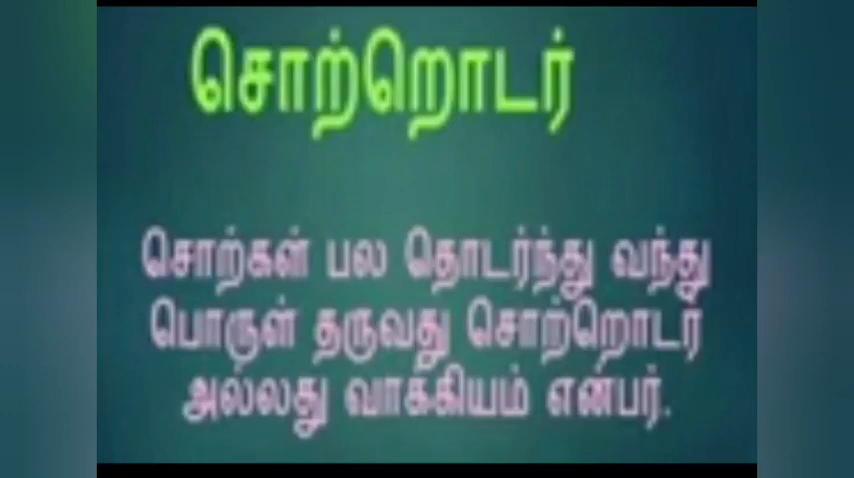 சொற்றொடர்
சொற்கள் பல தொடர்ந்து வந்து
பொருள் தருவது சொற்றொடர்
அல்லது வாக்கியம் என்பர்.